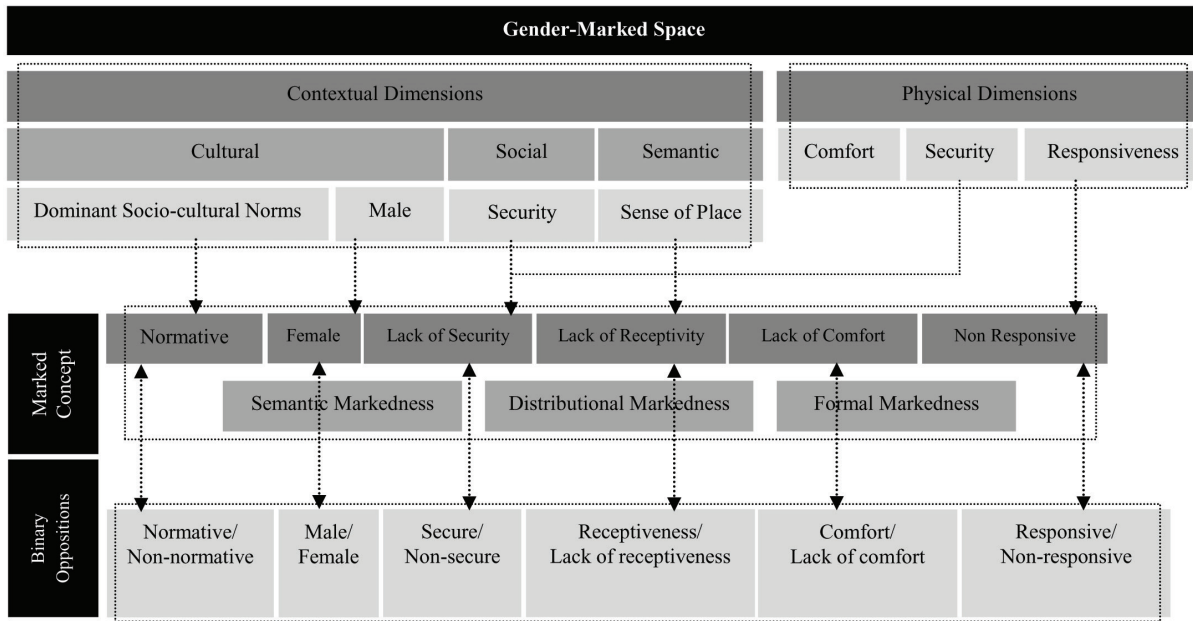 Gender-Marked Space
Contextual Dimensions
Physical Dimensions
Cultural
Social
Semantic
Comfort
Security
Responsiveness
Dominant Socio-cultural Norms
Male
Security
Sense of Place
Marked
Concept
Normative
Female
Lack of Security
Lack of Receptivity
Lack of Comfort
Non Responsive
Semantic Markedness
Distributional Markedness
Formal Markedness
Binary
Oppositions
Normative/
Non-normative
Male/
Female
Secure/
Non-secure
Receptiveness/
Lack of receptiveness
Comfort/
Lack of comfort
Responsive/
Non-responsive